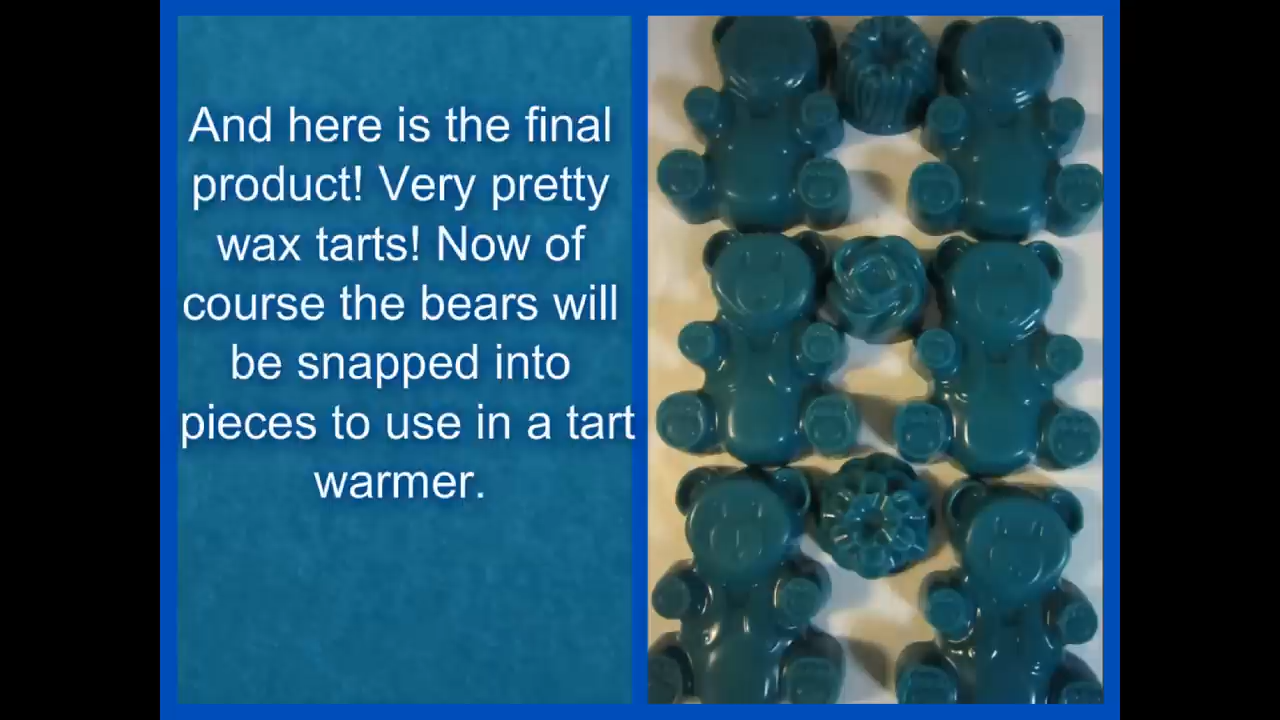 And here is the final
product! Very pretty
wax tarts! Now of
course the bears will
be snapped into
pieces to use in a tart
warmer.